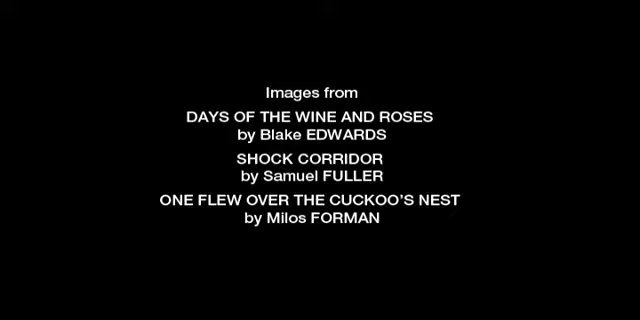 Images from
DAYS OF THE WINE AND ROSES
by Blake EDWARDS
SHOCK CORRIDOR
by Samuel FULLER
ONE FLEW OVER THE CUCKOO'S NEST
by Milos FORMAN